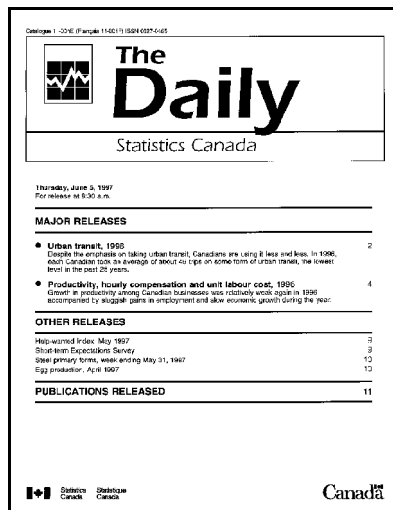 Catalogue 11-001E (Français 11-001F) ISSN 0827-0465
The
Daily
Statistics Canada
Thursday, June 5, 1997
For release at 8:30 a.m.
MAJOR RELEASES
● Urban transit, 1996 2
Despite the emphasis on taking urban transit, Canadians are using it less and less. In 1996,
each Canadian took an average of about 48 trips on some form of urban transit, the lowest
level in the past 25 years.
● Productivity, hourly compensation and unit labour cost, 1996 4
Growth in productivity among Canadian businesses was relatively weak again in 1996
accompanied by sluggish gains in employment and slow economic growth during the year.
OTHER RELEASES
Help-wanted Index, May 1997 9
Short-term Expectations Survey 9
Steel primary forms, week ending May 31, 1997 10
Egg production, April 1997 10
PUBLICATIONS RELEASED 11
Statistics Statistique
Canada Canada
Canada